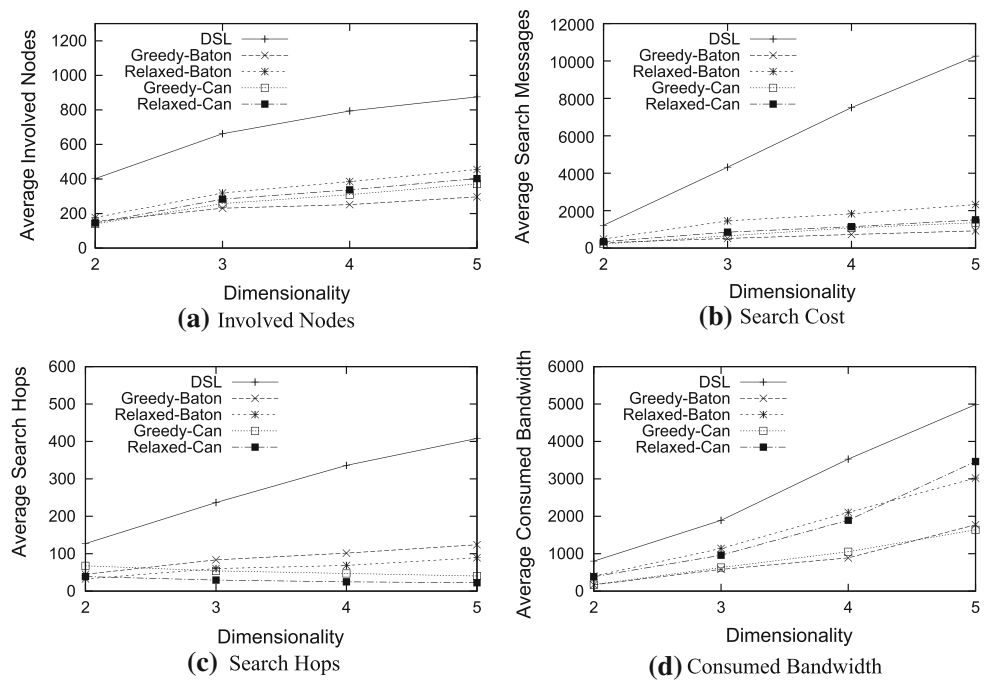 Average Involved Nodes
1200
1000
800
600
400
200
0
DSL
Greedy-Baton
Relaxed-Baton
Greedy-Can
Relaxed-Can
2 3 4 5
Dimensionality
(a) Involved Nodes
Average Search Messages
12000
10000
8000
6000
4000
2000
0
DSL
Greedy-Baton
Relaxed-Baton
Greedy-Can
Relaxed-Can
2 3 4 5
Dimensionality
(b) Search Cost
Average Search Hops
600
500
400
300
200
100
0
DSL
Greedy-Baton
Relaxed-Baton
Greedy-Can
Relaxed-Can
2 3 4 5
Dimensionality
(c) Search Hops
Average Consumed Bandwidth
6000
5000
4000
3000
2000
1000
0
DSL
Greedy-Baton
Relaxed-Baton
Greedy-Can
Relaxed-Can
2 3 4 5
Dimensionality
(d) Consumed Bandwidth